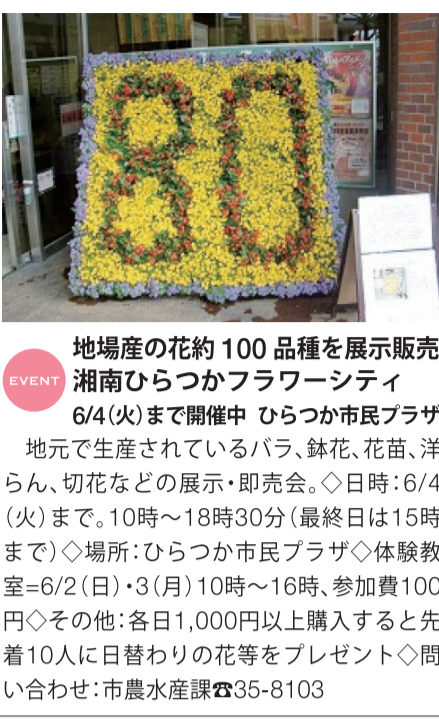 80
EVENT
地場産の花約100品種を展示販売
湘南ひらつかフラワーシティ
6/4(火)まで開催中 ひらつか市民プラザ
地元で生産されているバラ、鉢花、花苗、洋
らん、切花などの展示・即売会。◇日時：6/4
(火)まで。10時～18時30分(最終日は15時
まで)◇場所：ひらつか市民プラザ◇体験教
室=6/2(日)・3(月)10時～16時、参加費100
円◇その他：各日1,000円以上購入すると先
着10人に日替わりの花等をプレゼント◇問
い合わせ：市農水産課☎35-8103